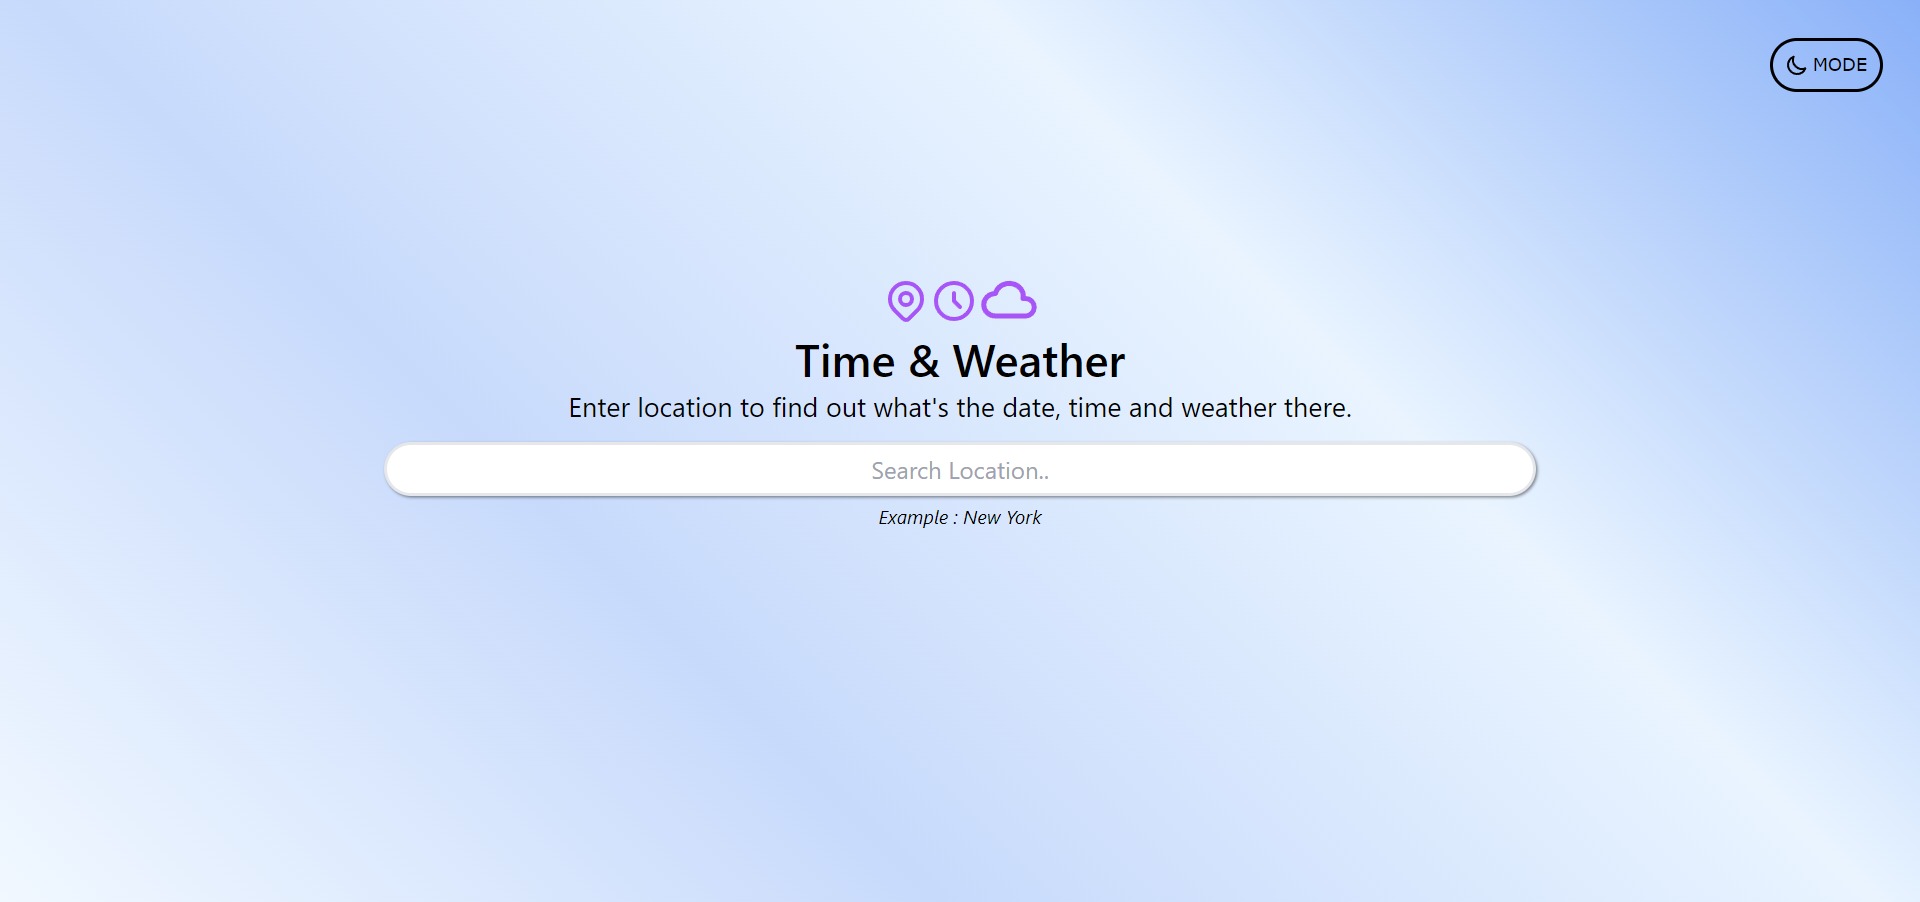 MODE
Time & Weather
Enter location to find out what's the date, time and weather there.
Search Location..
Example : New York